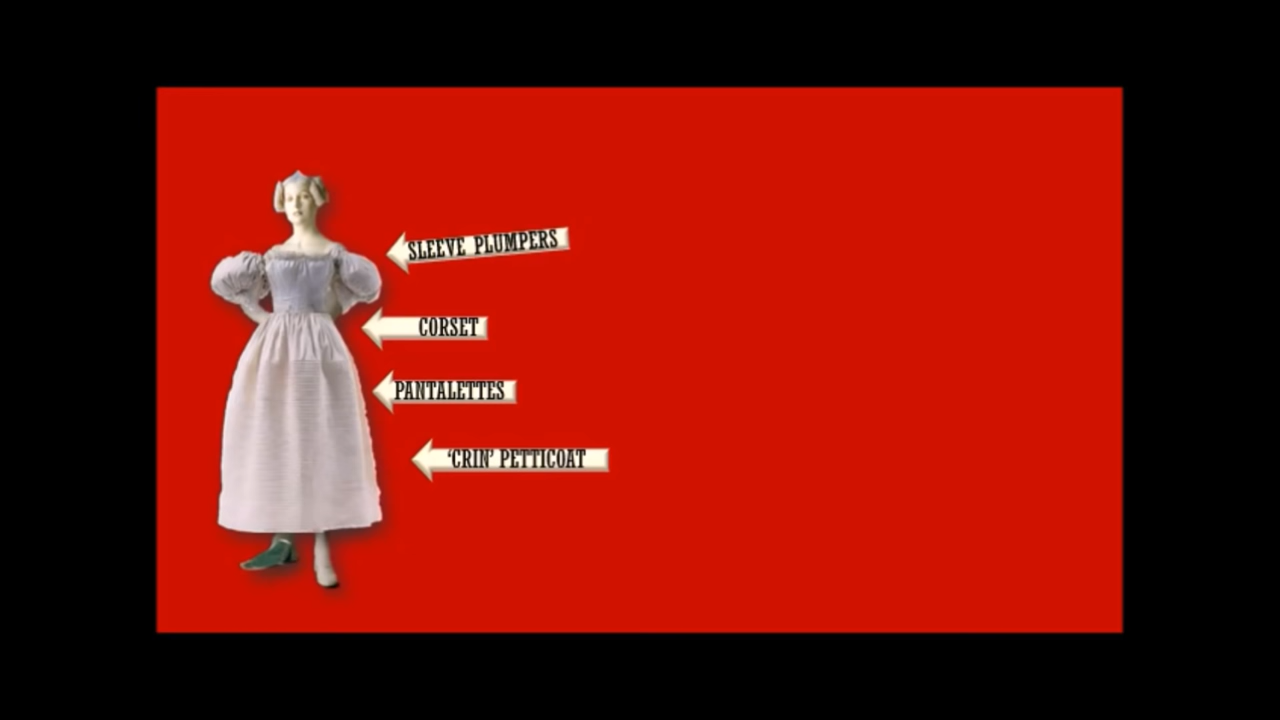 SLEEVE PLUMPERS
CORSET
PANTALETTES
‘CRIN’ PETTICOAT